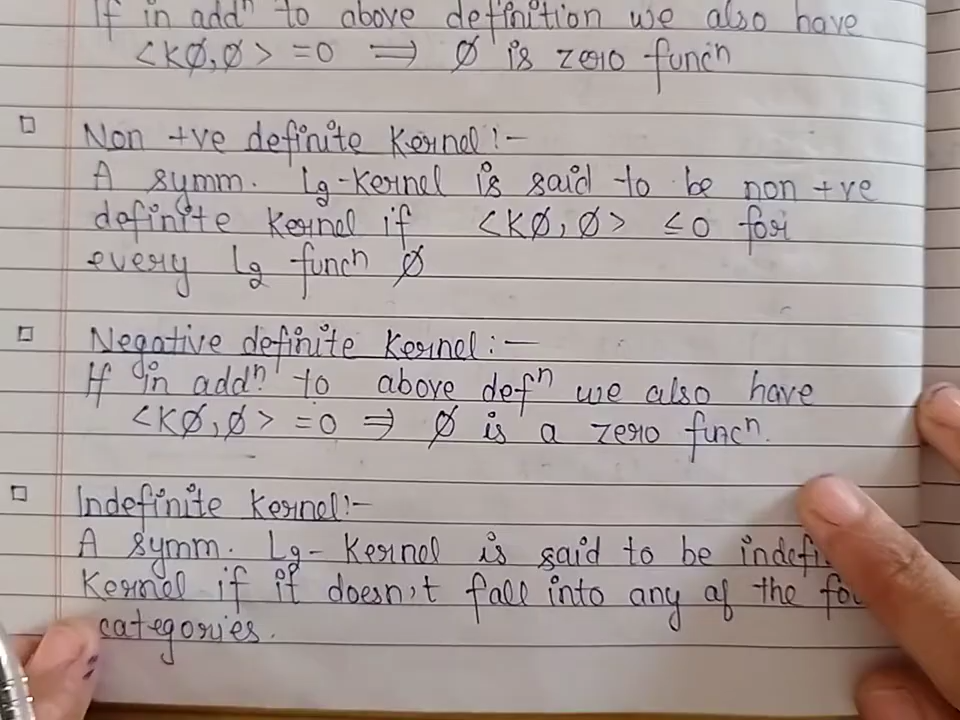 If in addⁿ to above definition we also have
<KØ,Ø> =0 ⟹ Ø is zero funcⁿ
□ Non +ve definite Kernel:-
A symm. L2-Kernel is said to be non +ve
definite Kernel if <KØ,Ø> ≤0 for
every L2 funcⁿ Ø
□ Negative definite Kernel:-
If in addⁿ to above defⁿ we also have
<KØ,Ø> =0 ⇒ Ø is a zero funcⁿ.
□ Indefinite Kernel:-
A symm. L2-Kernel is said to be
Kernel if it doesn't fall into any of the
categories.